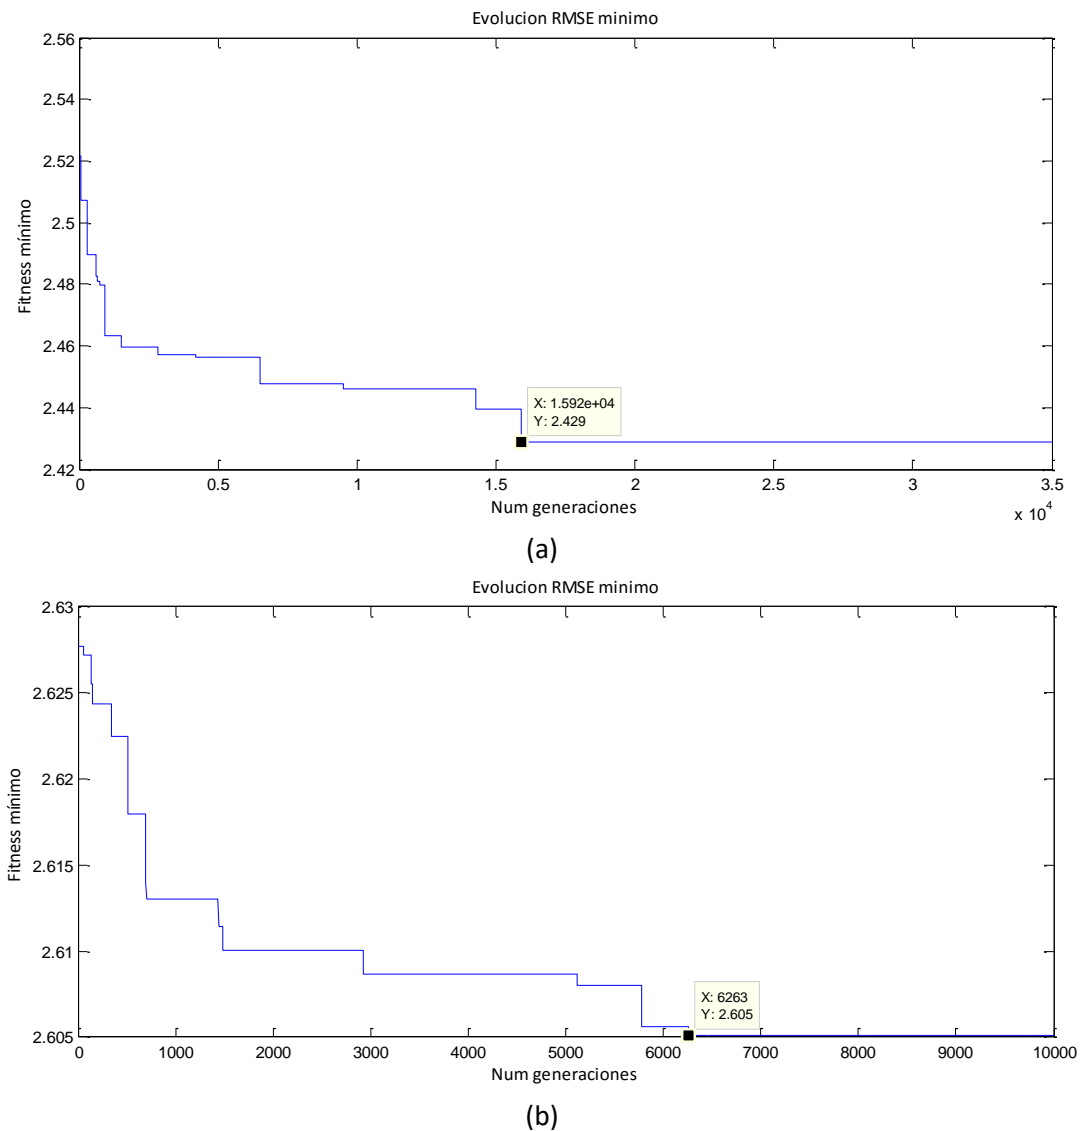 Evolucion RMSE minimo
2.56
2.54
2.52
2.5
2.48
2.46
2.44
2.42
Fitness mínimo
X: 1.592e+04
Y: 2.429
0 0.5 1 1.5 2 2.5 3 3.5
Num generaciones
x 10^4
(a)
Evolucion RMSE minimo
2.63
2.625
2.62
2.615
2.61
2.605
Fitness mínimo
X: 6263
Y: 2.605
0 1000 2000 3000 4000 5000 6000 7000 8000 9000 10000
Num generaciones
(b)